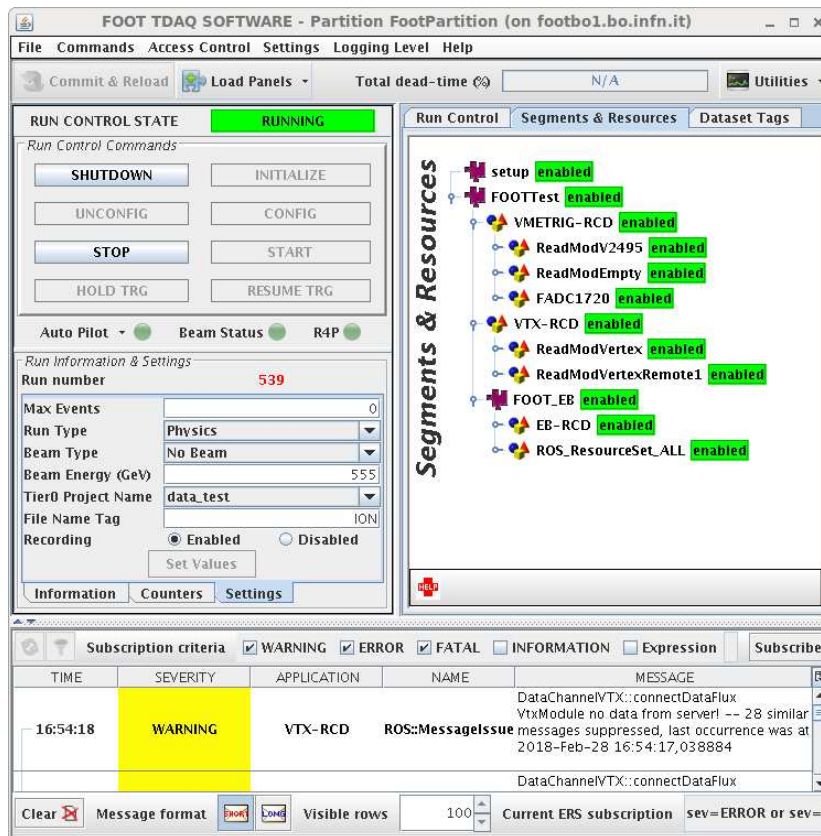 FOOT TDAQ SOFTWARE - Partition FootPartition (on footbo1.bo.infn.it)
File Commands Access Control Settings Logging Level Help
Commit & Reload Load Panels Total dead-time (%) N/A Utilities
RUN CONTROL STATE RUNNING
Run Control Commands
SHUTDOWN INITIALIZE
UNCONFIG CONFIG
STOP START
HOLD TRG RESUME TRG
Auto Pilot Beam Status R4P
Run Information & Settings
Run number 539
Max Events 0
Run Type Physics
Beam Type No Beam
Beam Energy (GeV) 555
Tier0 Project Name data_test
File Name Tag ION
Recording Enabled Disabled
Set Values
Information Counters Settings
Run Control Segments & Resources Dataset Tags
Segments & Resources
setup enabled
FOOTTest enabled
VMETRIG-RCD enabled
ReadModV2495 enabled
ReadModEmpty enabled
FADC1720 enabled
VTX-RCD enabled
ReadModVertex enabled
ReadModVertexRemote1 enabled
FOOT_EB enabled
EB-RCD enabled
ROS_ResourceSet_ALL enabled
HELP
Subscription criteria WARNING ERROR FATAL INFORMATION Expression Subscribe
TIME SEVERITY APPLICATION NAME MESSAGE
16:54:18 WARNING VTX-RCD ROS::MessageIssue
DataChannelVTX::connectDataFlux
VtxModule no data from server! -- 28 similar
messages suppressed, last occurrence was at
2018-Feb-28 16:54:17,038884
DataChannelVTX::connectDataFlux
Clear Message format SHORT LONG Visible rows 100 Current ERS subscription sev=ERROR or sev=